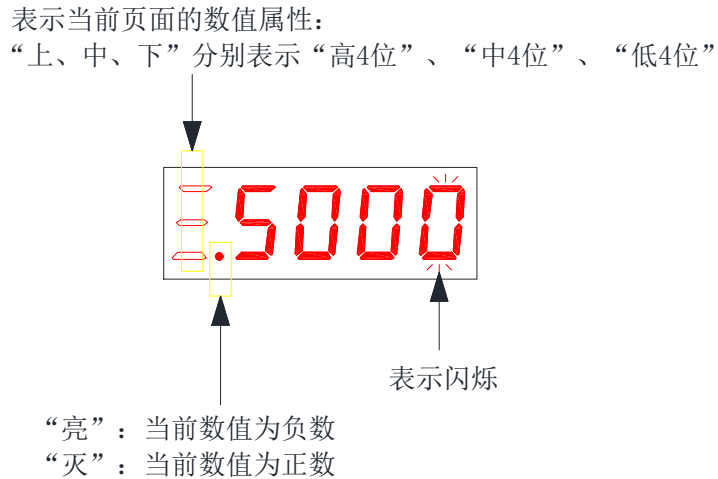 表示当前页面的数值属性：
“上、中、下”分别表示“高4位”、“中4位”、“低4位”
.5000
表示闪烁
“亮”：当前数值为负数
“灭”：当前数值为正数